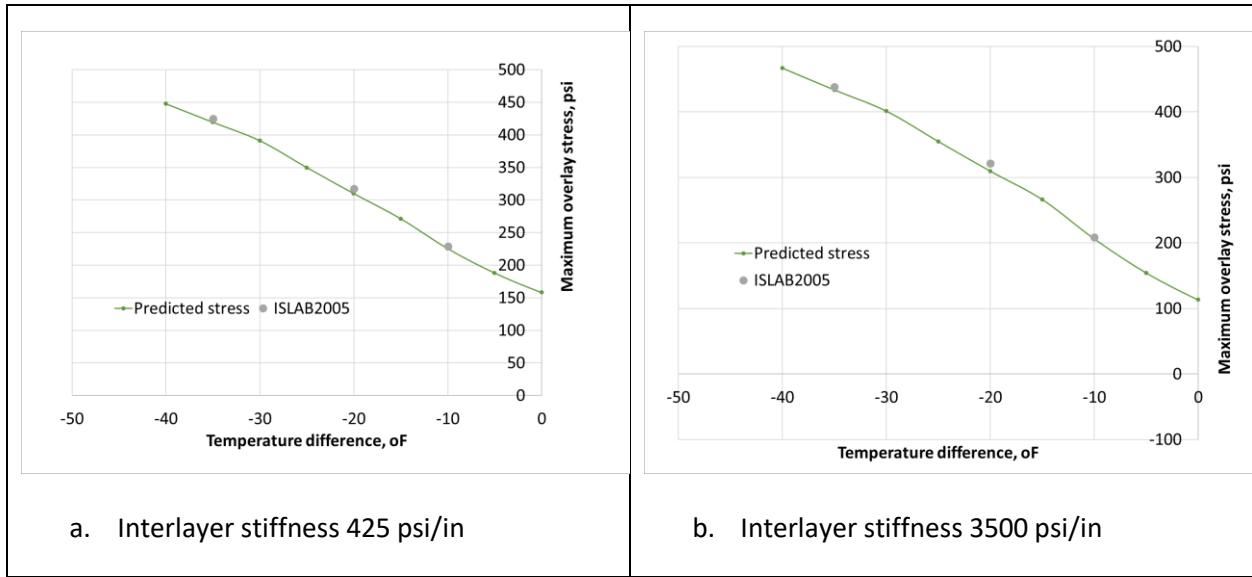 500
450
400
350
300
250
200
150
100
50
0
Maximum overlay stress, psi
Predicted stress ISLAB2005
-50 -40 -30 -20 -10 0
Temperature difference, oF
a. Interlayer stiffness 425 psi/in
500
400
300
200
100
0
-100
Maximum overlay stress, psi
Predicted stress
ISLAB2005
-50 -40 -30 -20 -10 0
Temperature difference, oF
b. Interlayer stiffness 3500 psi/in